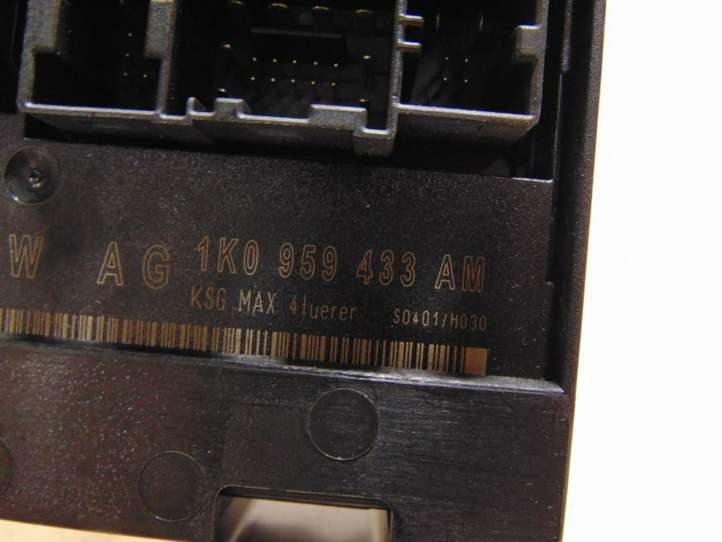 W AG 1K0 959 433 AM
KSG MAX 4tuerer S0401/H030